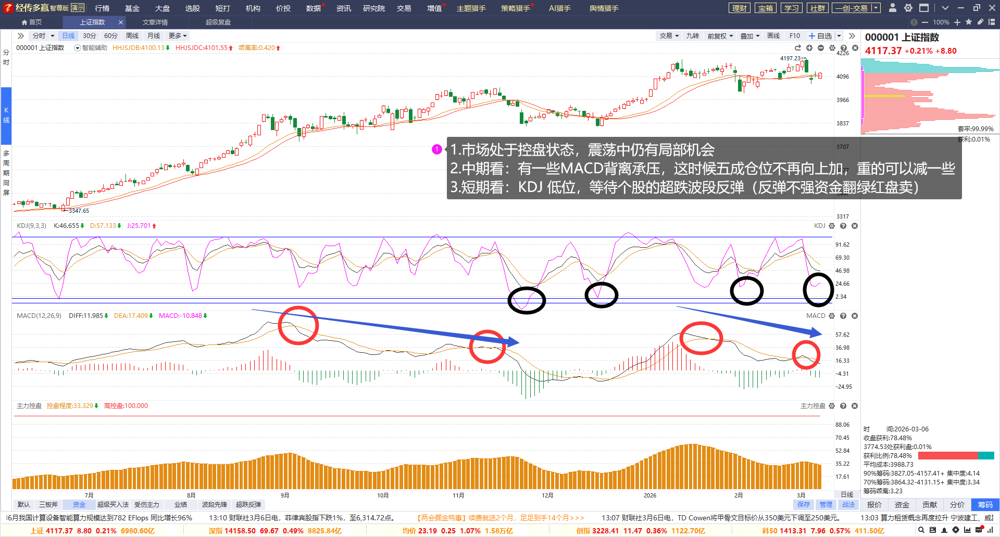 经传多赢 智尊版 演示 行情 基金 大盘 选股 短打 机构 价投 数据 资讯 研究院 交易 增值 主题猎手 策略猎手 AI猎手 舆情猎手 理财 宝箱 学习 社群 一创-交易
首页 上证指数 文章详情 超级复盘 100%
分时 日线 30分 60分 周线 月线 更多 交易 九转 前复权 叠加 画线 F10 自选
000001 上证指数
4117.37 +0.21% +8.80
000001 上证指数 智能辅助 HHJSJDB:4100.13 HHJSJDC:4101.55 乖离率:0.420
分时
K线
多周期同屏
4226
4197.23
4096
3966
3837
3707
3317
3347.65
套牢:99.99%
获利:0.01%
1
1.市场处于控盘状态，震荡中仍有局部机会
2.中期看：有一些MACD背离承压，这时候五成仓位不再向上加，重的可以减一些
3.短期看：KDJ 低位，等待个股的超跌波段反弹（反弹不强资金翻绿红盘卖）
KDJ(9,3,3) K:46.655 D:57.133 J:25.701 KDJ
91.62
69.30
46.98
24.66
2.34
MACD(12,26,9) DIFF:11.985 DEA:17.409 MACD:-10.848 MACD
57.62
36.98
16.33
-4.31
-24.95
主力控盘 控盘程度:33.329 高控盘:100.000 主力控盘
88.06
70.45
52.84
35.22
17.61
7月 8月 9月 10月 11月 12月 2026 2月 3月 日线
时 间:2026-03-06
收盘获利:78.48%
3774.53处获利盘:0.01%
获利比例:78.48%
平均成本:3988.73
90%筹码:3827.05-4157.41+ 集中度:4.14
70%筹码:3864.32-4131.15+ 集中度:3.34
筹码乖离:3.23
默认 三板斧 资金 超级买入法 受伤主力 业绩 波段先锋 超跌反弹 保存 管理 战法 报价 资金 贡献 分价 筹码
年6月我国计算设备智能算力规模达到782 EFlops 同比增长96% 13:10 财联社3月6日电，菲律宾股指下跌1%，至6,314.72点。 【两会掘金特惠】续费就送2个月，足足到手14个月>>> 13:07 财联社3月6日电，TD Cowen将甲骨文目标价从350美元下调至250美元。 13:03 算力租赁概念再度拉升 宁波建工、
上证 4117.37 8.80 0.21% 6980.60亿 深指 14158.50 69.67 0.49% 8825.84亿 均价 23.19 0.25 1.07% 1.58万亿 创指 3228.41 11.47 0.36% 1122.70亿 科50 1413.31 7.96 0.57% 411.50亿